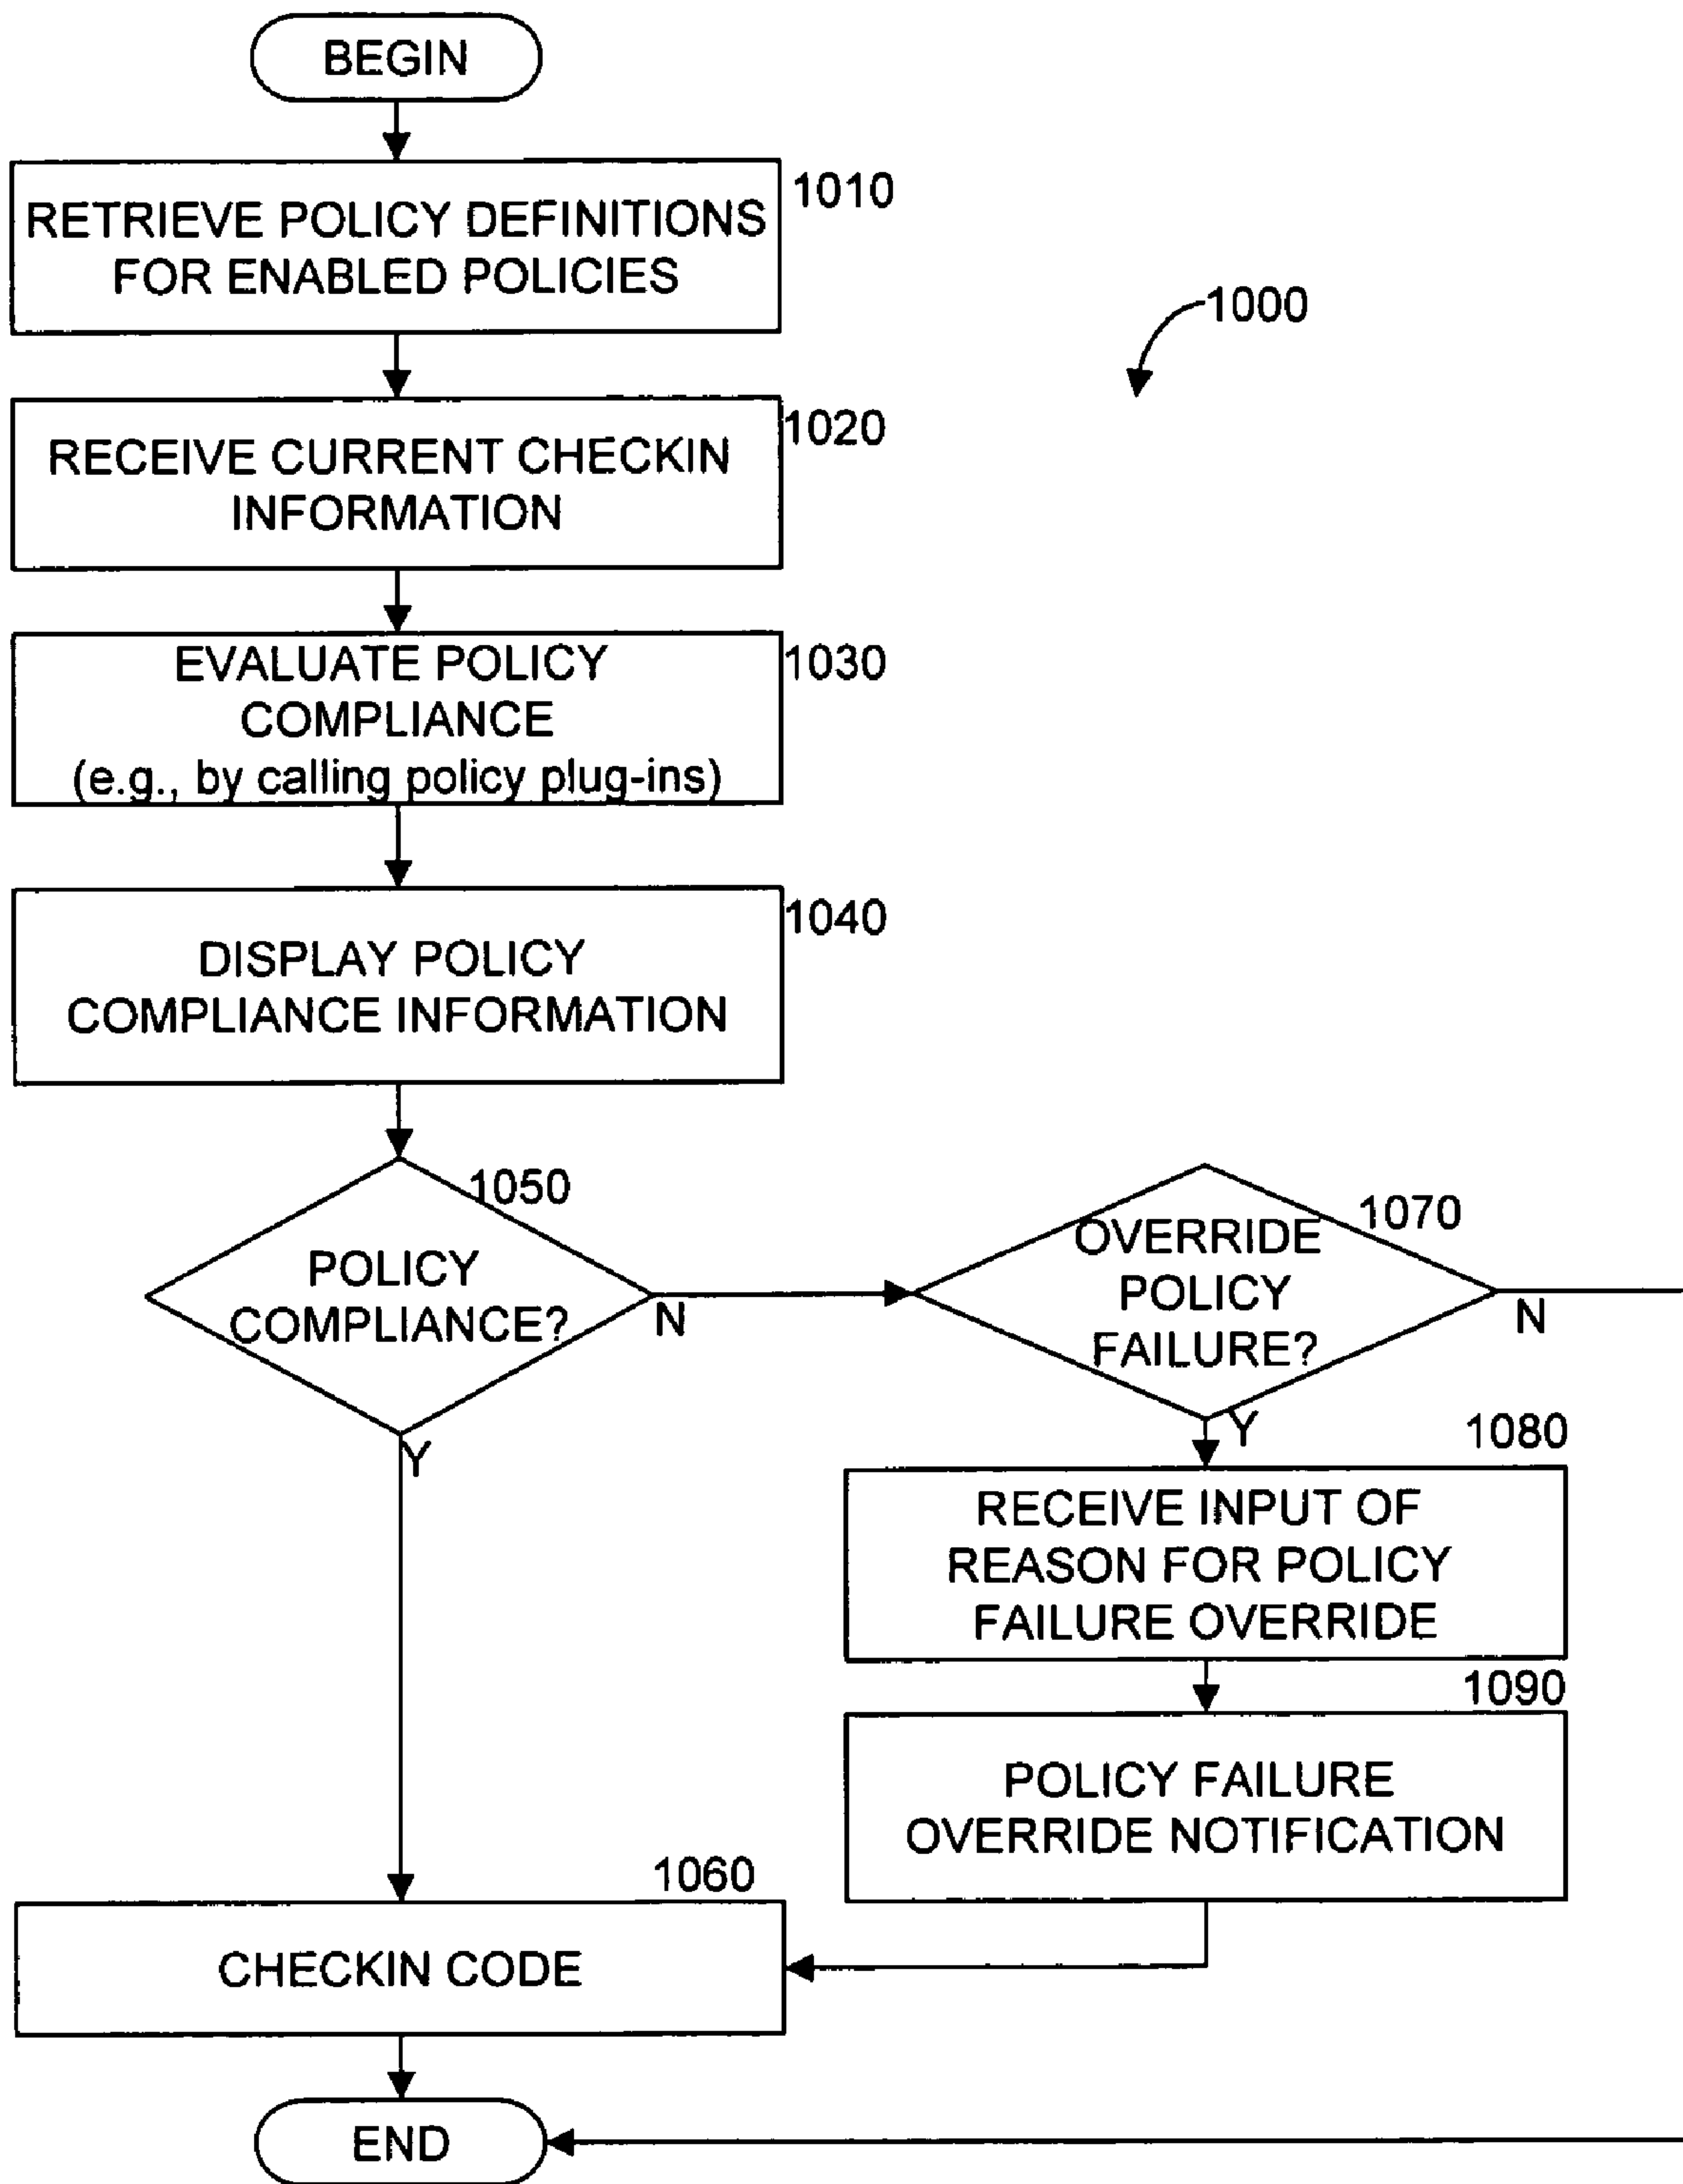 BEGIN
1010
RETRIEVE POLICY DEFINITIONS
FOR ENABLED POLICIES
1000
1020
RECEIVE CURRENT CHECKIN
INFORMATION
1030
EVALUATE POLICY
COMPLIANCE
(e.g., by calling policy plug-ins)
1040
DISPLAY POLICY
COMPLIANCE INFORMATION
1050
POLICY
COMPLIANCE?
N
Y
1070
OVERRIDE
POLICY
FAILURE?
N
Y
1080
RECEIVE INPUT OF
REASON FOR POLICY
FAILURE OVERRIDE
1090
POLICY FAILURE
OVERRIDE NOTIFICATION
1060
CHECKIN CODE
END